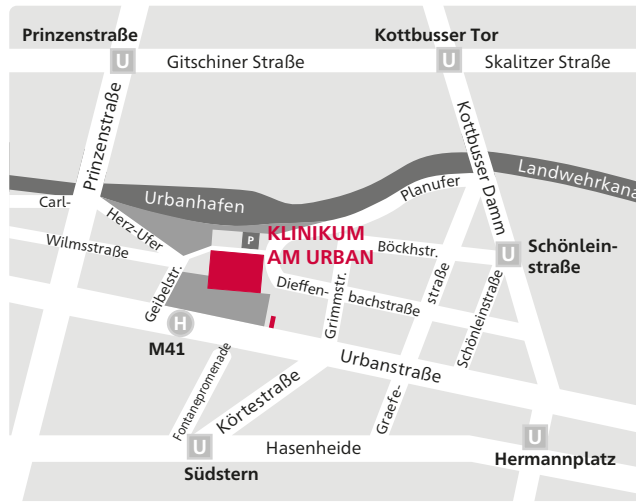 Prinzenstraße
Kottbusser Tor
U
Gitschiner Straße
U
Skalitzer Straße
Prinzenstraße
Kottbusser Damm
Landwehrkana
Planufer
Urbanhafen
Carl-
Herz-Ufer
P
KLINIKUM
AM URBAN
Böckhstr.
U
Schönlein-
straße
Wilmsstraße
Geibelstr.
Dieffen-
bachstraße
Grimmstr.
straße
Schönleinstraße
H
M41
Urbanstraße
Fontanepromenade
Körtestraße
Graefe-
U
Südstern
Hasenheide
U
Hermannplatz